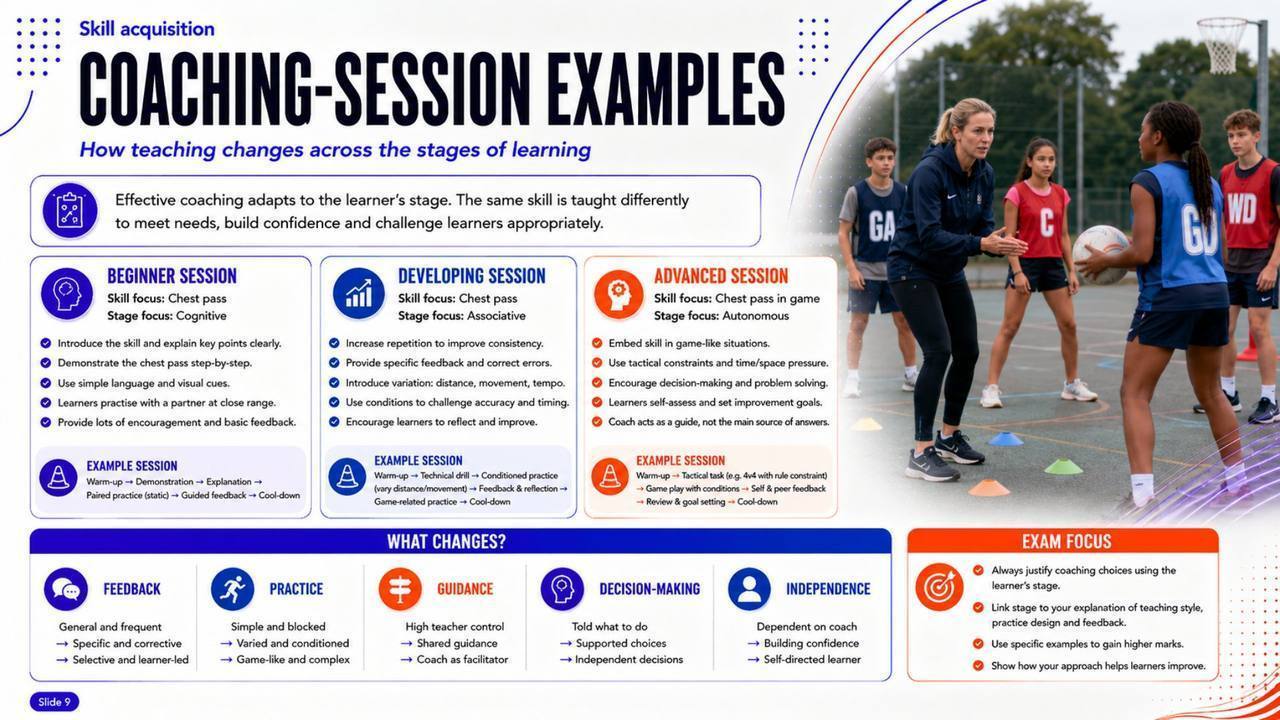 Skill acquisition
COACHING-SESSION EXAMPLES
How teaching changes across the stages of learning
Effective coaching adapts to the learner's stage. The same skill is taught differently
to meet needs, build confidence and challenge learners appropriately.
BEGINNER SESSION
Skill focus: Chest pass
Stage focus: Cognitive
Introduce the skill and explain key points clearly.
Demonstrate the chest pass step-by-step.
Use simple language and visual cues.
Learners practise with a partner at close range.
Provide lots of encouragement and basic feedback.
EXAMPLE SESSION
Warm-up → Demonstration → Explanation →
Paired practice (static) → Guided feedback → Cool-down
DEVELOPING SESSION
Skill focus: Chest pass
Stage focus: Associative
Increase repetition to improve consistency.
Provide specific feedback and correct errors.
Introduce variation: distance, movement, tempo.
Use conditions to challenge accuracy and timing.
Encourage learners to reflect and improve.
EXAMPLE SESSION
Warm-up → Technical drill → Conditioned practice
(vary distance/movement) → Feedback & reflection →
Game-related practice → Cool-down
ADVANCED SESSION
Skill focus: Chest pass in game
Stage focus: Autonomous
Embed skill in game-like situations.
Use tactical constraints and time/space pressure.
Encourage decision-making and problem solving.
Learners self-assess and set improvement goals.
Coach acts as a guide, not the main source of answers.
EXAMPLE SESSION
Warm-up → Tactical task (e.g. 4v4 with rule constraint)
→ Game play with conditions → Self & peer feedback
→ Review & goal setting → Cool-down
GA
C
GD
WD
WHAT CHANGES?
FEEDBACK
General and frequent
→ Specific and corrective
→ Selective and learner-led
PRACTICE
Simple and blocked
→ Varied and conditioned
→ Game-like and complex
GUIDANCE
High teacher control
→ Shared guidance
→ Coach as facilitator
DECISION-MAKING
Told what to do
→ Supported choices
→ Independent decisions
INDEPENDENCE
Dependent on coach
→ Building confidence
→ Self-directed learner
EXAM FOCUS
Always justify coaching choices using the
learner's stage.
Link stage to your explanation of teaching style,
practice design and feedback.
Use specific examples to gain higher marks.
Show how your approach helps learners improve.
Slide 9